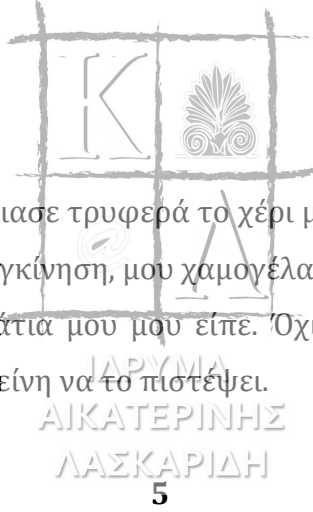 Κ
ιασε τρυφερά το χέρι μ
γκίνηση, μου χαμογέλα
Λ
άτια μου μου είπε. Όχι
είνη να το πιστέψει.
ΙΔΡΥΜΑ
ΑΙΚΑΤΕΡΙΝΗΣ
ΛΑΣΚΑΡΙΔΗ
5